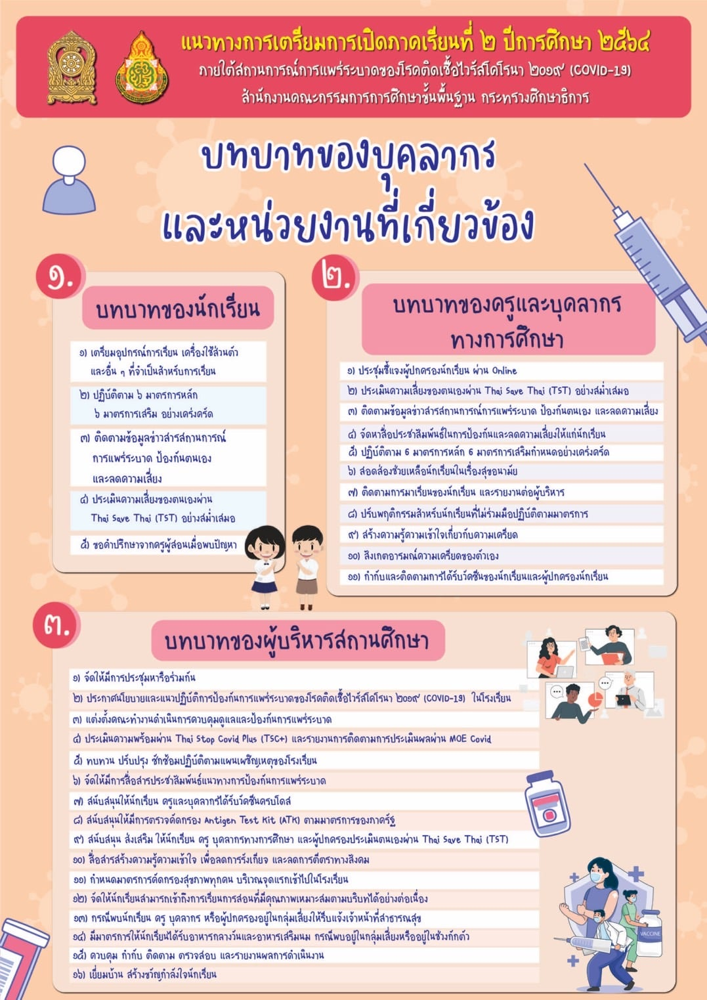 แนวทางการเตรียมการเปิดภาคเรียนที่ ๒ ปีการศึกษา ๒๕๖๔
ภายใต้สถานการณ์การแพร่ระบาดของโรคติดเชื้อไวรัสโคโรนา ๒๐๑๙ (COVID-19)
สำนักงานคณะกรรมการการศึกษาขั้นพื้นฐาน กระทรวงศึกษาธิการ
บทบาทของบุคลากร
และหน่วยงานที่เกี่ยวข้อง
๑.
บทบาทของนักเรียน
๑) เตรียมอุปกรณ์การเรียน เครื่องใช้ส่วนตัว
และอื่น ๆ ที่จำเป็นสำหรับการเรียน
๒) ปฏิบัติตาม ๖ มาตรการหลัก
๖ มาตรการเสริม อย่างเคร่งครัด
๓) ติดตามข้อมูลข่าวสารสถานการณ์
การแพร่ระบาด ป้องกันตนเอง
และลดความเสี่ยง
๔) ประเมินความเสี่ยงของตนเองผ่าน
Thai Save Thai (TST) อย่างสม่ำเสมอ
๕) ขอคำปรึกษาจากครูผู้สอนเมื่อพบปัญหา
๒.
บทบาทของครูและบุคลากร
ทางการศึกษา
๑) ประชุมชี้แจงผู้ปกครองนักเรียน ผ่าน Online
๒) ประเมินความเสี่ยงของตนเองผ่าน Thai Save Thai (TST) อย่างสม่ำเสมอ
๓) ติดตามข้อมูลข่าวสารสถานการณ์การแพร่ระบาด ป้องกันตนเอง และลดความเสี่ยง
๔) จัดหาสื่อประชาสัมพันธ์ในการป้องกันและลดความเสี่ยงให้แก่นักเรียน
๕) ปฏิบัติตาม 6 มาตรการหลัก 6 มาตรการเสริมกำหนดอย่างเคร่งครัด
๖) สอดส่องช่วยเหลือนักเรียนในเรื่องสุขอนามัย
๗) ติดตามการมาเรียนของนักเรียน และรายงานต่อผู้บริหาร
๘) ปรับพฤติกรรมสำหรับนักเรียนที่ไม่ร่วมมือปฏิบัติตามมาตรการ
๙) สร้างความรู้ความเข้าใจเกี่ยวกับความเครียด
๑๐) สังเกตอารมณ์ความเครียดของตัวเอง
๑๑) กำกับและติดตามการได้รับวัคซีนของนักเรียนและผู้ปกครองนักเรียน
๓.
บทบาทของผู้บริหารสถานศึกษา
๑) จัดให้มีการประชุมหารือร่วมกัน
๒) ประกาศนโยบายและแนวปฏิบัติการป้องกันการแพร่ระบาดของโรคติดเชื้อไวรัสโคโรนา ๒๐๑๙ (COVID-19) ในโรงเรียน
๓) แต่งตั้งคณะทำงานดำเนินการควบคุมดูแลและป้องกันการแพร่ระบาด
๔) ประเมินความพร้อมผ่าน Thai Stop Covid Plus (TSC+) และรายงานการติดตามการประเมินผลผ่าน MOE Covid
๕) ทบทวน ปรับปรุง ซักซ้อมปฏิบัติตามแผนเผชิญเหตุของโรงเรียน
๖) จัดให้มีการสื่อสารประชาสัมพันธ์แนวทางการป้องกันการแพร่ระบาด
๗) สนับสนุนให้นักเรียน ครูและบุคลากรได้รับวัคซีนครบโดส
๘) สนับสนุนให้มีการตรวจคัดกรอง Antigen Test Kit (ATK) ตามมาตรการของภาครัฐ
๙) สนับสนุน ส่งเสริม ให้นักเรียน ครู บุคลากรทางการศึกษา และผู้ปกครองประเมินตนเองผ่าน Thai Save Thai (TST)
๑๐) สื่อสารสร้างความรู้ความเข้าใจ เพื่อลดการรังเกียจ และลดการตีตราทางสังคม
๑๑) กำหนดมาตรการคัดกรองสุขภาพทุกคน บริเวณจุดแรกเข้าไปในโรงเรียน
๑๒) จัดให้นักเรียนสามารถเข้าถึงการเรียนการสอนที่มีคุณภาพเหมาะสมตามบริบทได้อย่างต่อเนื่อง
๑๓) กรณีพบนักเรียน ครู บุคลากร หรือผู้ปกครองอยู่ในกลุ่มเสี่ยงให้รีบแจ้งเจ้าหน้าที่สาธารณสุข
๑๔) มีมาตรการให้นักเรียนได้รับอาหารกลางวันและอาหารเสริมนม กรณีพบอยู่ในกลุ่มเสี่ยงหรืออยู่ในช่วงกักตัว
๑๕) ควบคุม กำกับ ติดตาม ตรวจสอบ และรายงานผลการดำเนินงาน
๑๖) เยี่ยมบ้าน สร้างขวัญกำลังใจนักเรียน
VACCINE